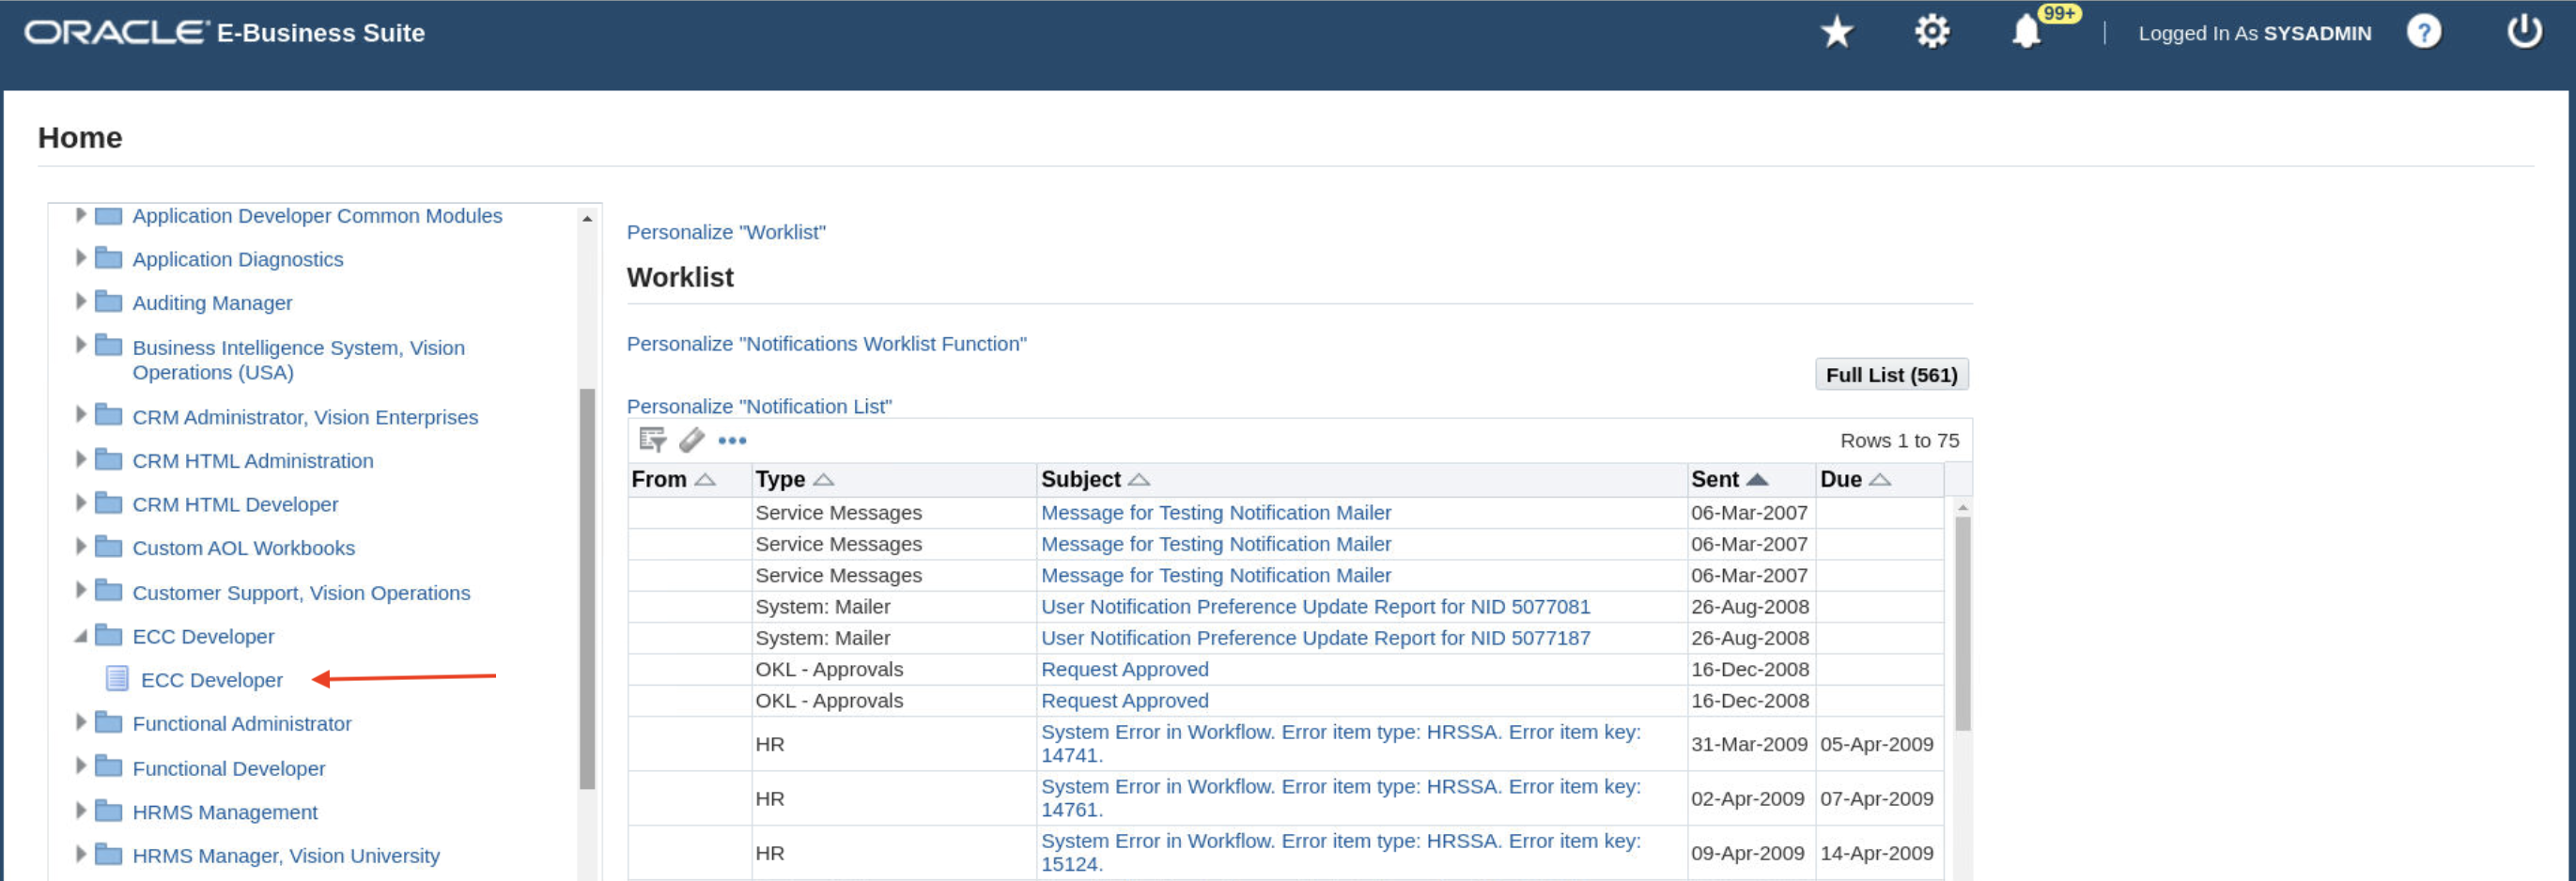 ORACLE® E-Business Suite
99+
Logged In As SYSADMIN
?
Home
Application Developer Common Modules
Application Diagnostics
Auditing Manager
Business Intelligence System, Vision
Operations (USA)
CRM Administrator, Vision Enterprises
CRM HTML Administration
CRM HTML Developer
Custom AOL Workbooks
Customer Support, Vision Operations
ECC Developer
ECC Developer
Functional Administrator
Functional Developer
HRMS Management
HRMS Manager, Vision University
Personalize "Worklist"
Worklist
Personalize "Notifications Worklist Function"
Full List (561)
Personalize "Notification List"
Rows 1 to 75
From Type Subject Sent Due
Service Messages Message for Testing Notification Mailer 06-Mar-2007
Service Messages Message for Testing Notification Mailer 06-Mar-2007
Service Messages Message for Testing Notification Mailer 06-Mar-2007
System: Mailer User Notification Preference Update Report for NID 5077081 26-Aug-2008
System: Mailer User Notification Preference Update Report for NID 5077187 26-Aug-2008
OKL - Approvals Request Approved 16-Dec-2008
OKL - Approvals Request Approved 16-Dec-2008
HR System Error in Workflow. Error item type: HRSSA. Error item key: 31-Mar-2009 05-Apr-2009
14741.
HR System Error in Workflow. Error item type: HRSSA. Error item key: 02-Apr-2009 07-Apr-2009
14761.
HR System Error in Workflow. Error item type: HRSSA. Error item key: 09-Apr-2009 14-Apr-2009
15124.